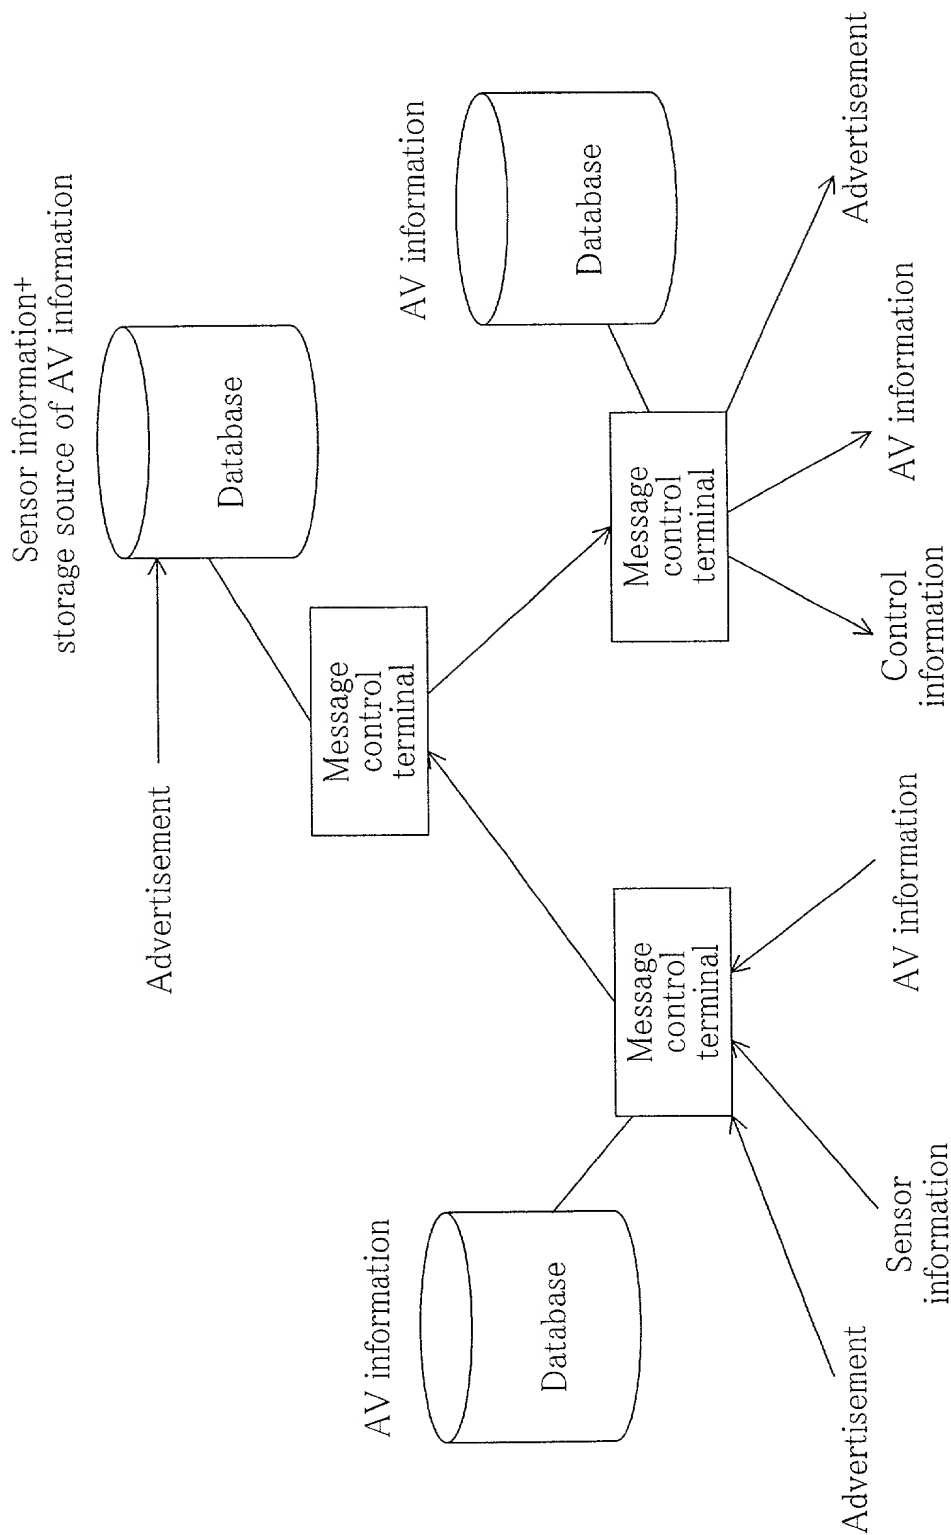 Sensor information+
storage source of AV information
Advertisement
Database
Message
control
terminal
AV information
Database
AV information
Database
Message
control
terminal
Message
control
terminal
Advertisement
Sensor
information
AV information
Control
information
AV information
Advertisement